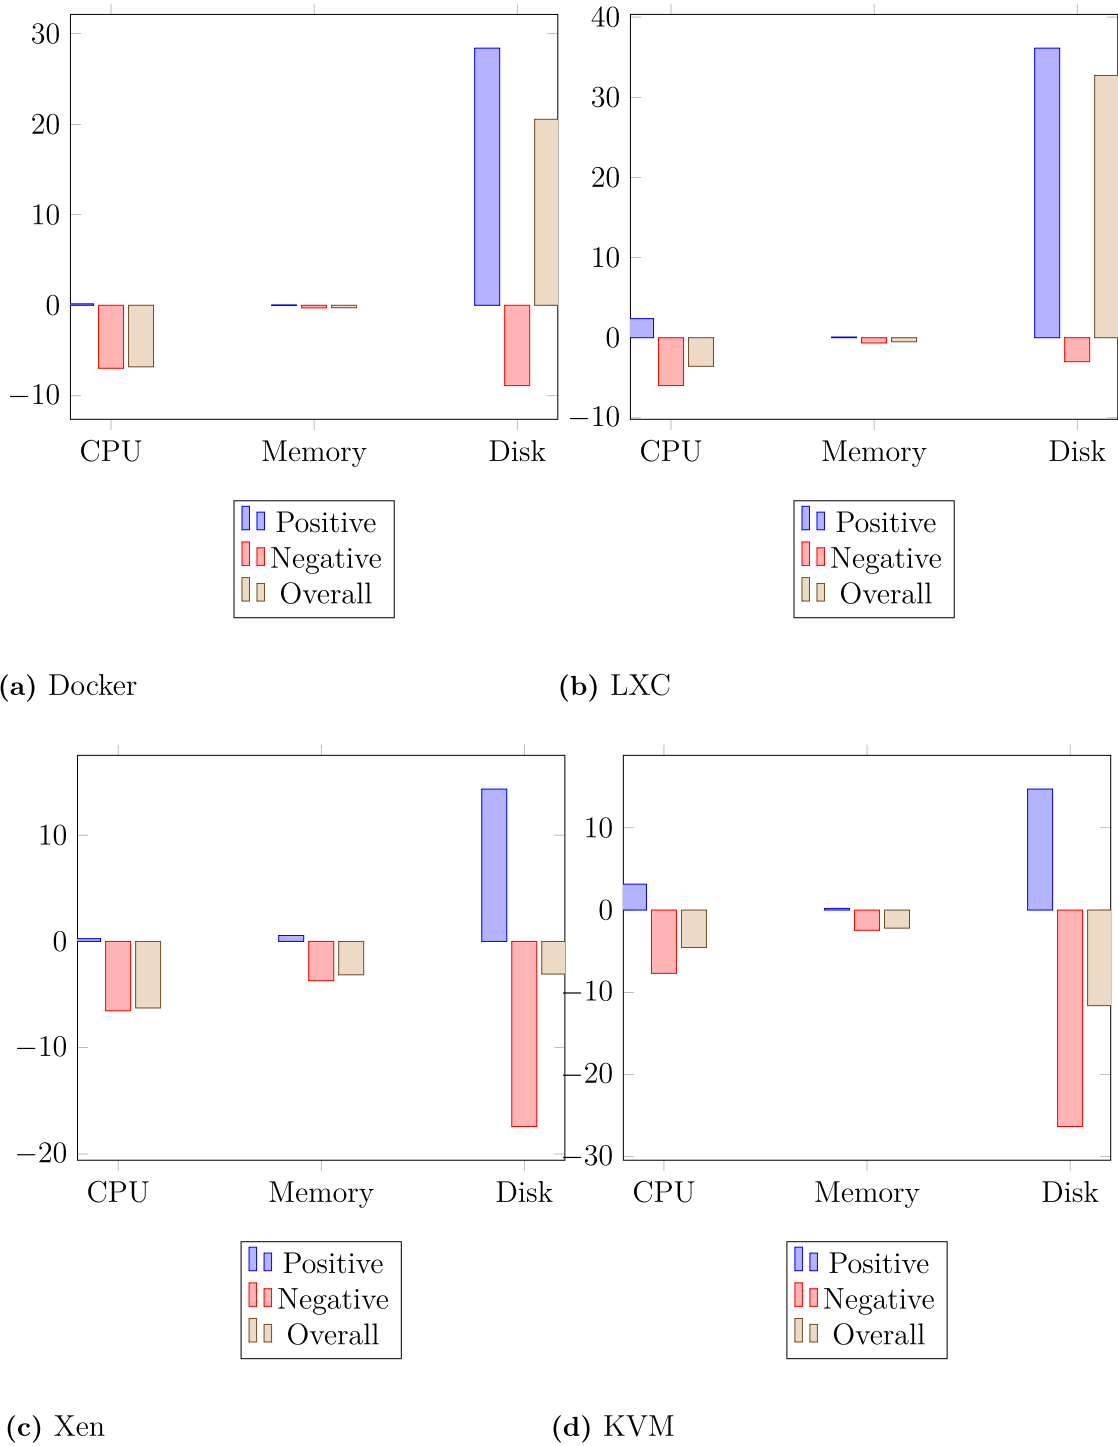 30
20
10
0
−10
CPU
Memory
Disk
Positive
Negative
Overall
(a) Docker
40
30
20
10
0
−10
CPU
Memory
Disk
Positive
Negative
Overall
(b) LXC
10
0
−10
−20
CPU
Memory
Disk
Positive
Negative
Overall
(c) Xen
10
0
−10
−20
−30
CPU
Memory
Disk
Positive
Negative
Overall
(d) KVM